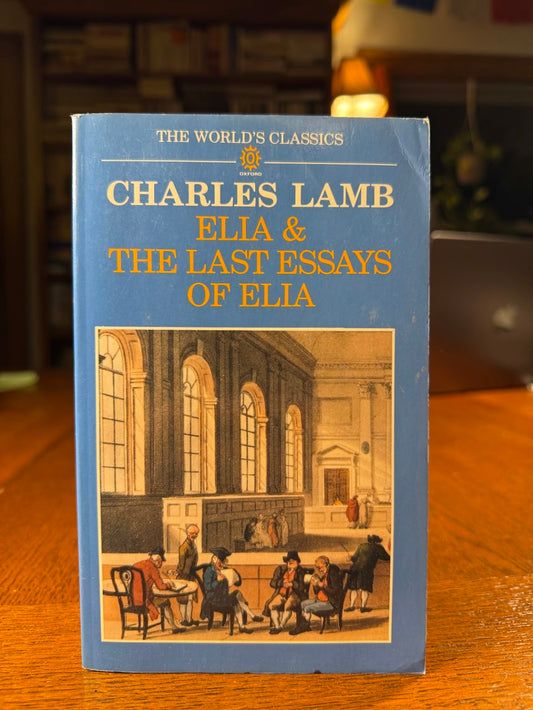 THE WORLD'S CLASSICS
OXFORD
CHARLES LAMB
ELIA &
THE LAST ESSAYS
OF ELIA